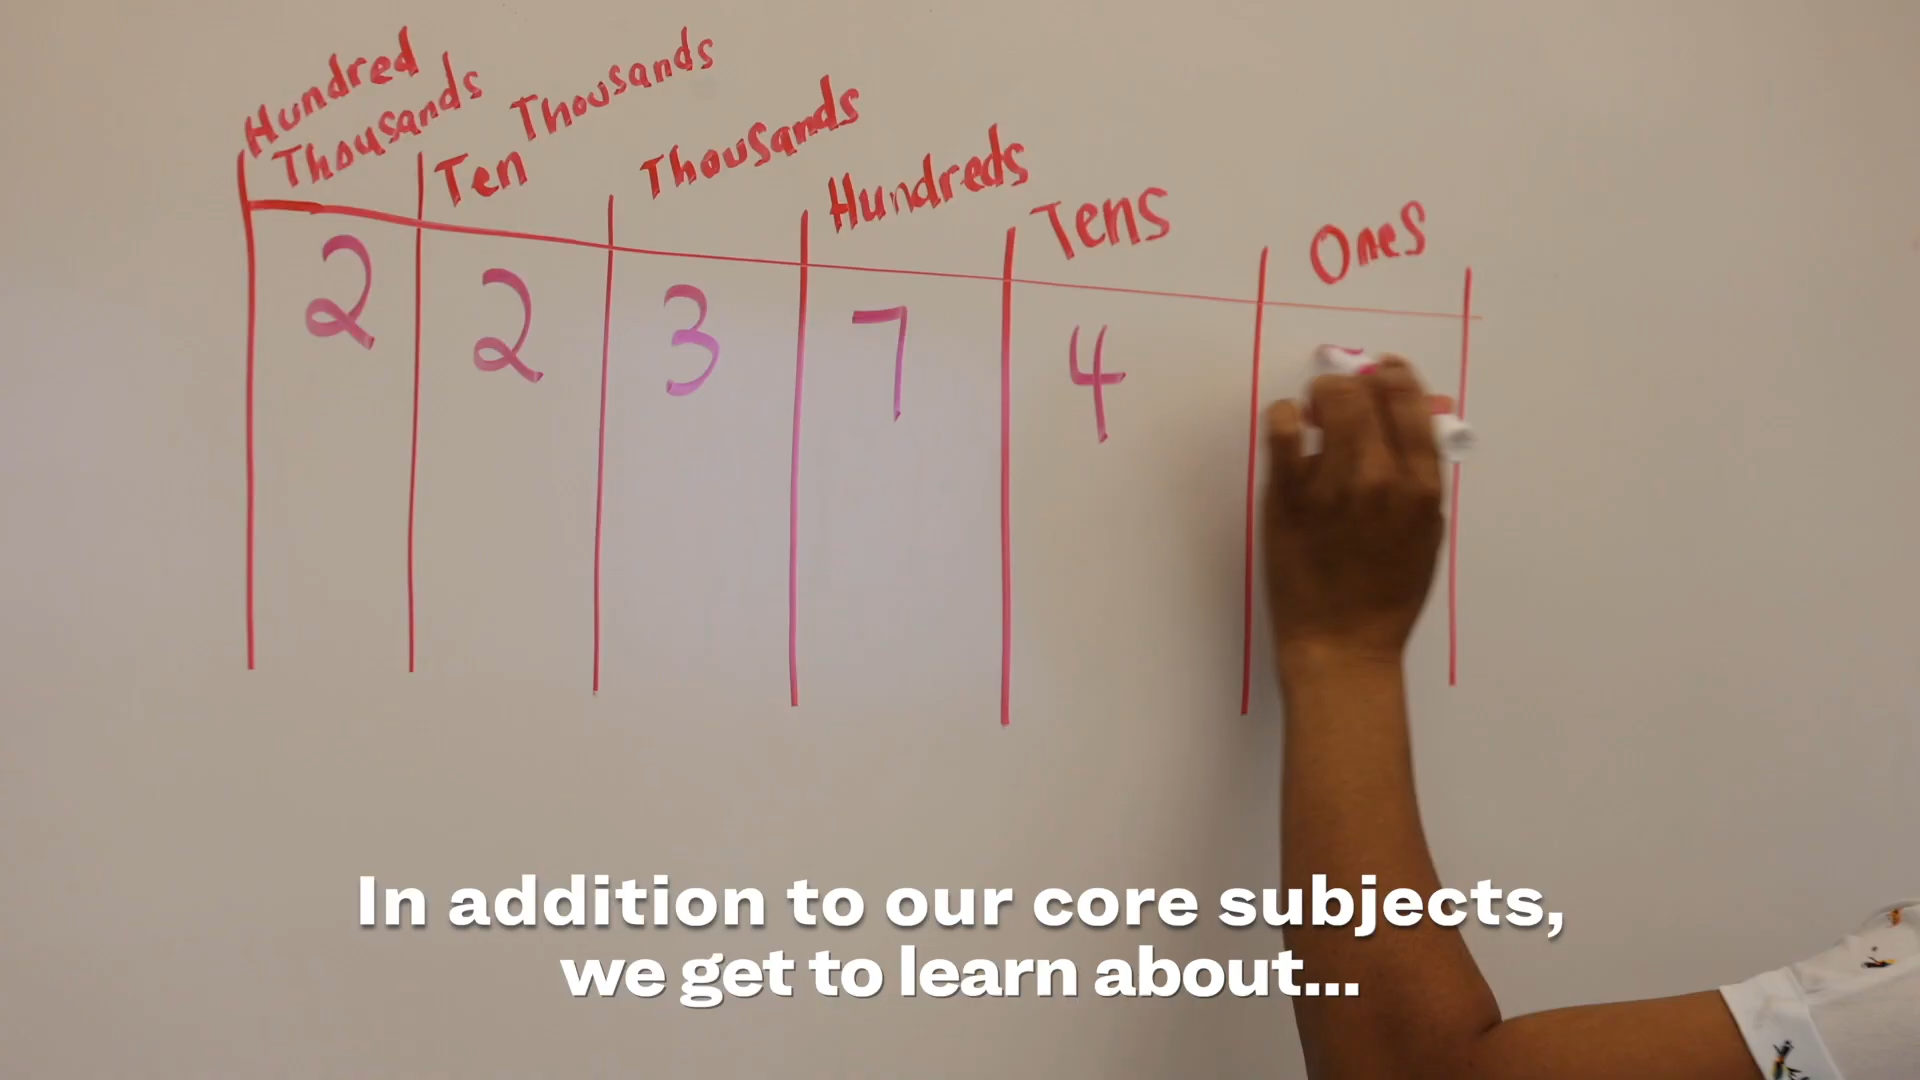 Hundred
Thousands
Ten Thousands
Thousands
Hundreds
Tens
Ones
2 2 3 7 4
In addition to our core subjects,
we get to learn about...